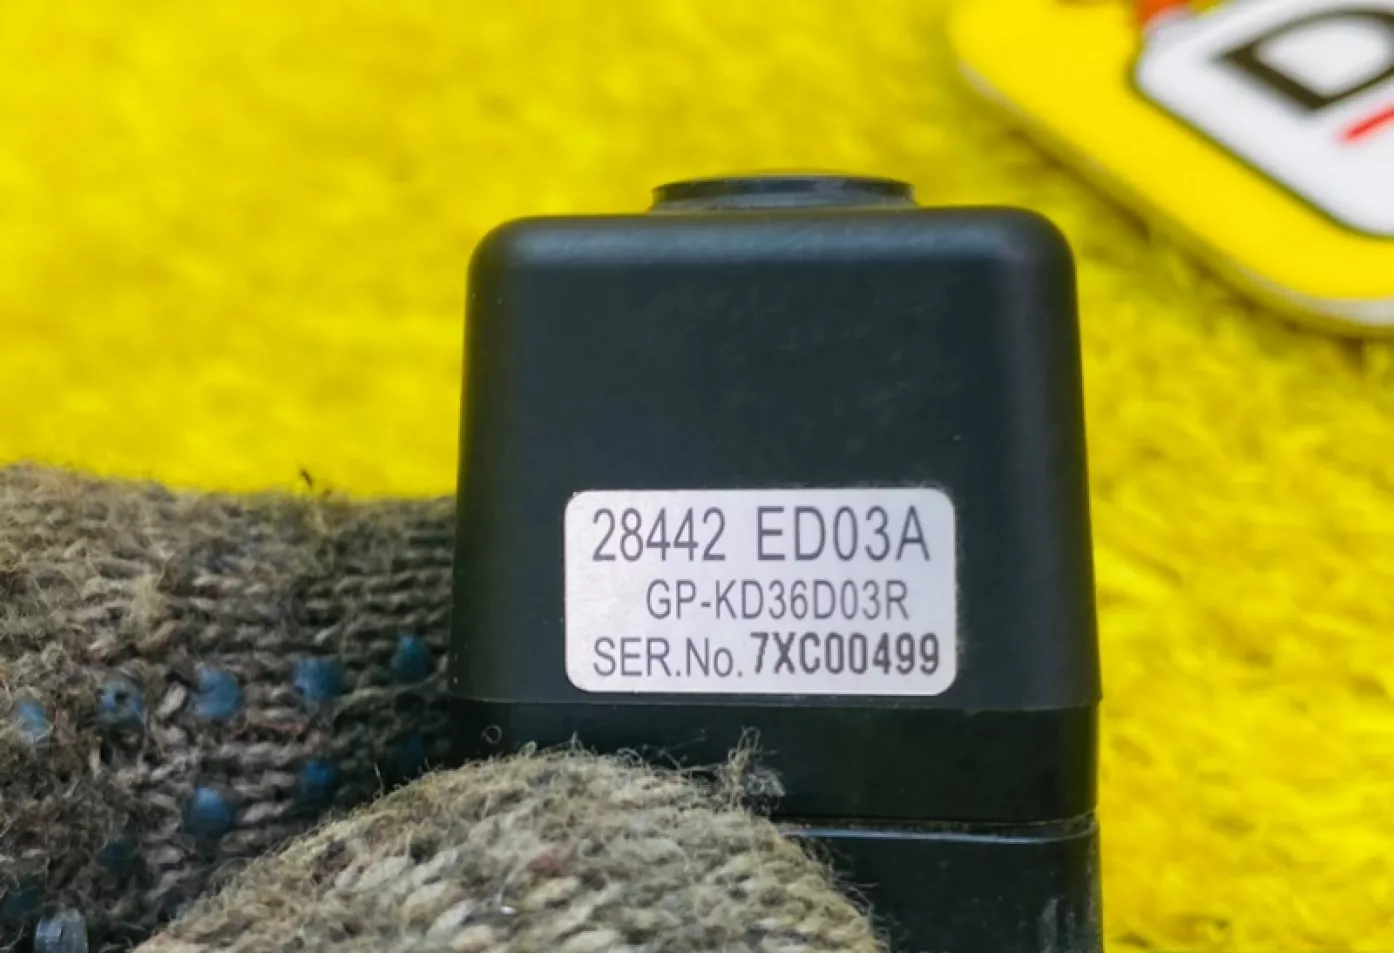 28442 ED03A
GP-KD36D03R
SER.No. 7XC00499